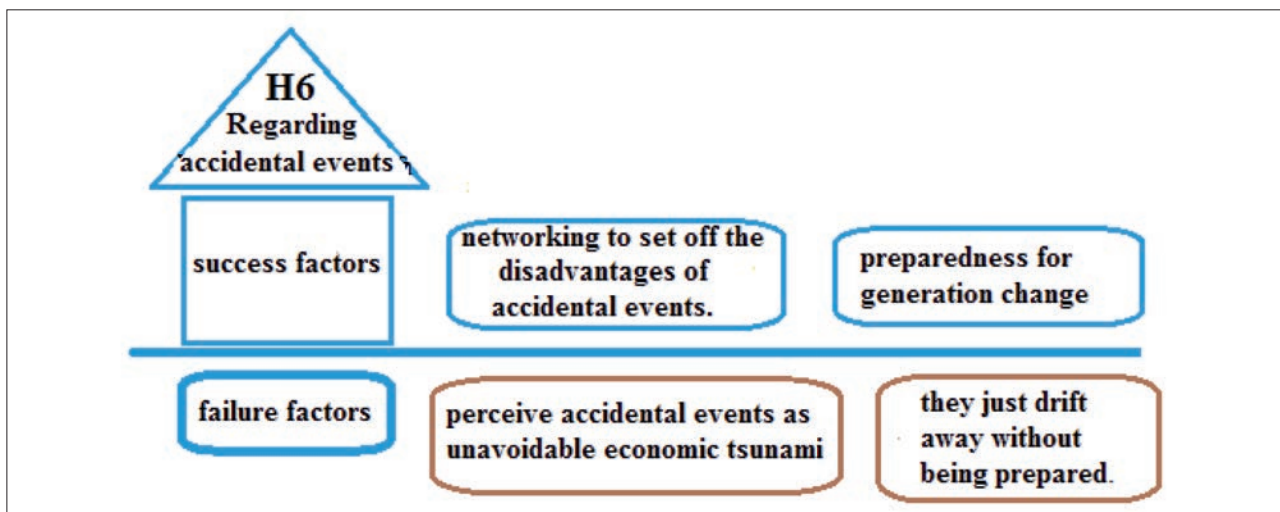 H6
Regarding
accidental events
success factors
networking to set off the
disadvantages of
accidental events.
preparedness for
generation change
failure factors
perceive accidental events as
unavoidable economic tsunami
they just drift
away without
being prepared.